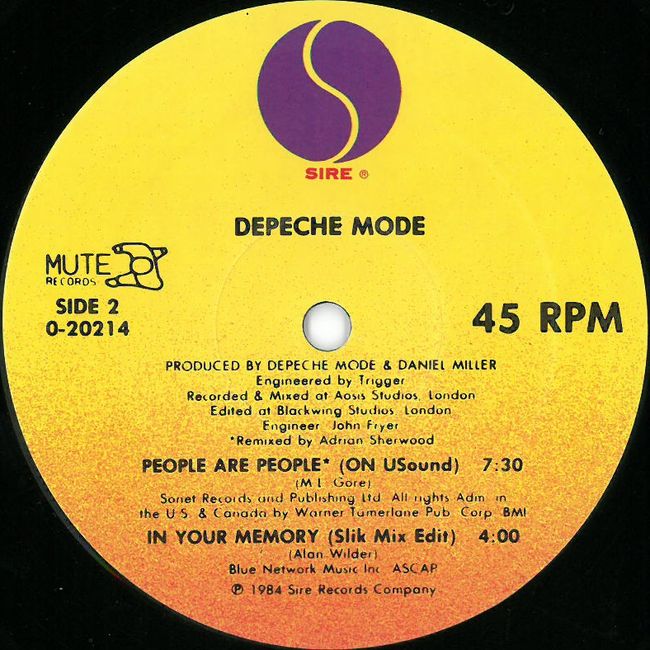 SIRE ®
DEPECHE MODE
MUTE
RECORDS
SIDE 2
0-20214
45 RPM
PRODUCED BY DEPECHE MODE & DANIEL MILLER
Engineered by Trigger
Recorded & Mixed at Aosis Studios, London
Edited at Blackwing Studios, London
Engineer John Fryer
*Remixed by Adrian Sherwood
PEOPLE ARE PEOPLE* (ON USound) 7:30
(M.L. Gore)
Sonet Records and Publishing Ltd. All rights Adm. in
the U.S. & Canada by Warner Tamerlane Pub. Corp. BMI
IN YOUR MEMORY (Slik Mix Edit) 4:00
(Alan Wilder)
Blue Network Music Inc. ASCAP
℗ 1984 Sire Records Company